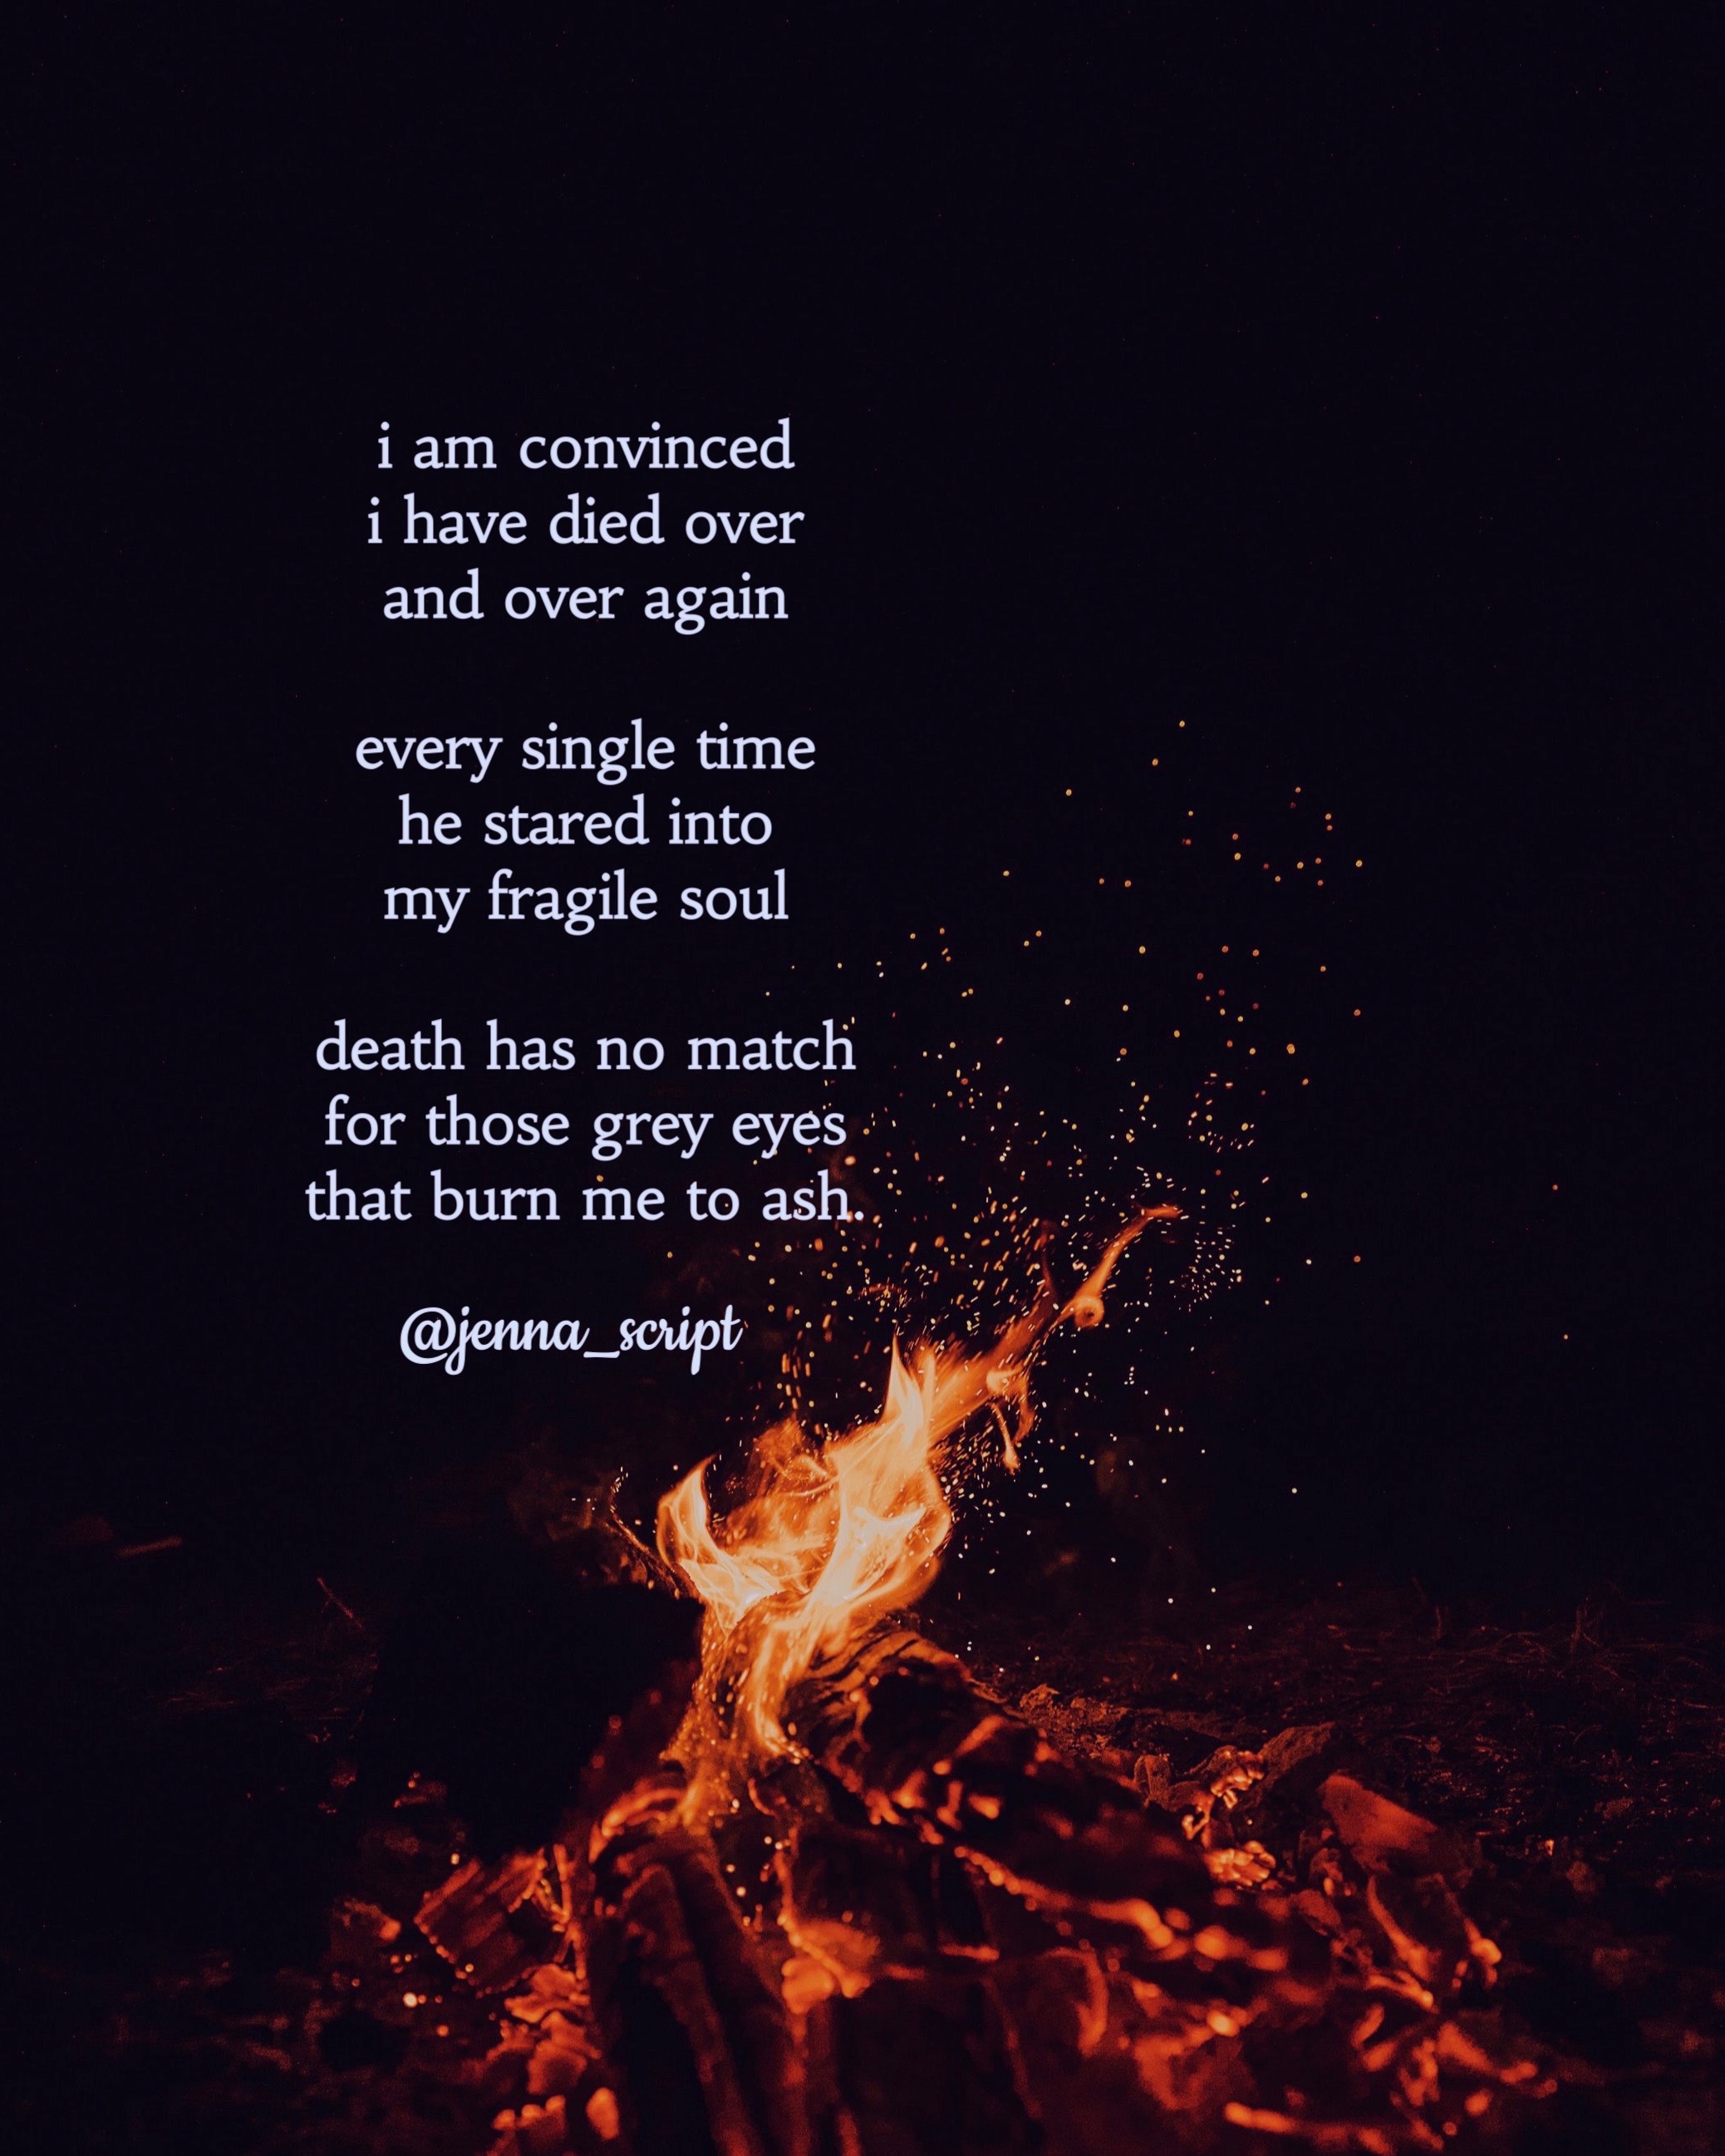 i am convinced
i have died over
and over again
every single time
he stared into
my fragile soul
death has no match
for those grey eyes
that burn me to ash.
@jenna_script